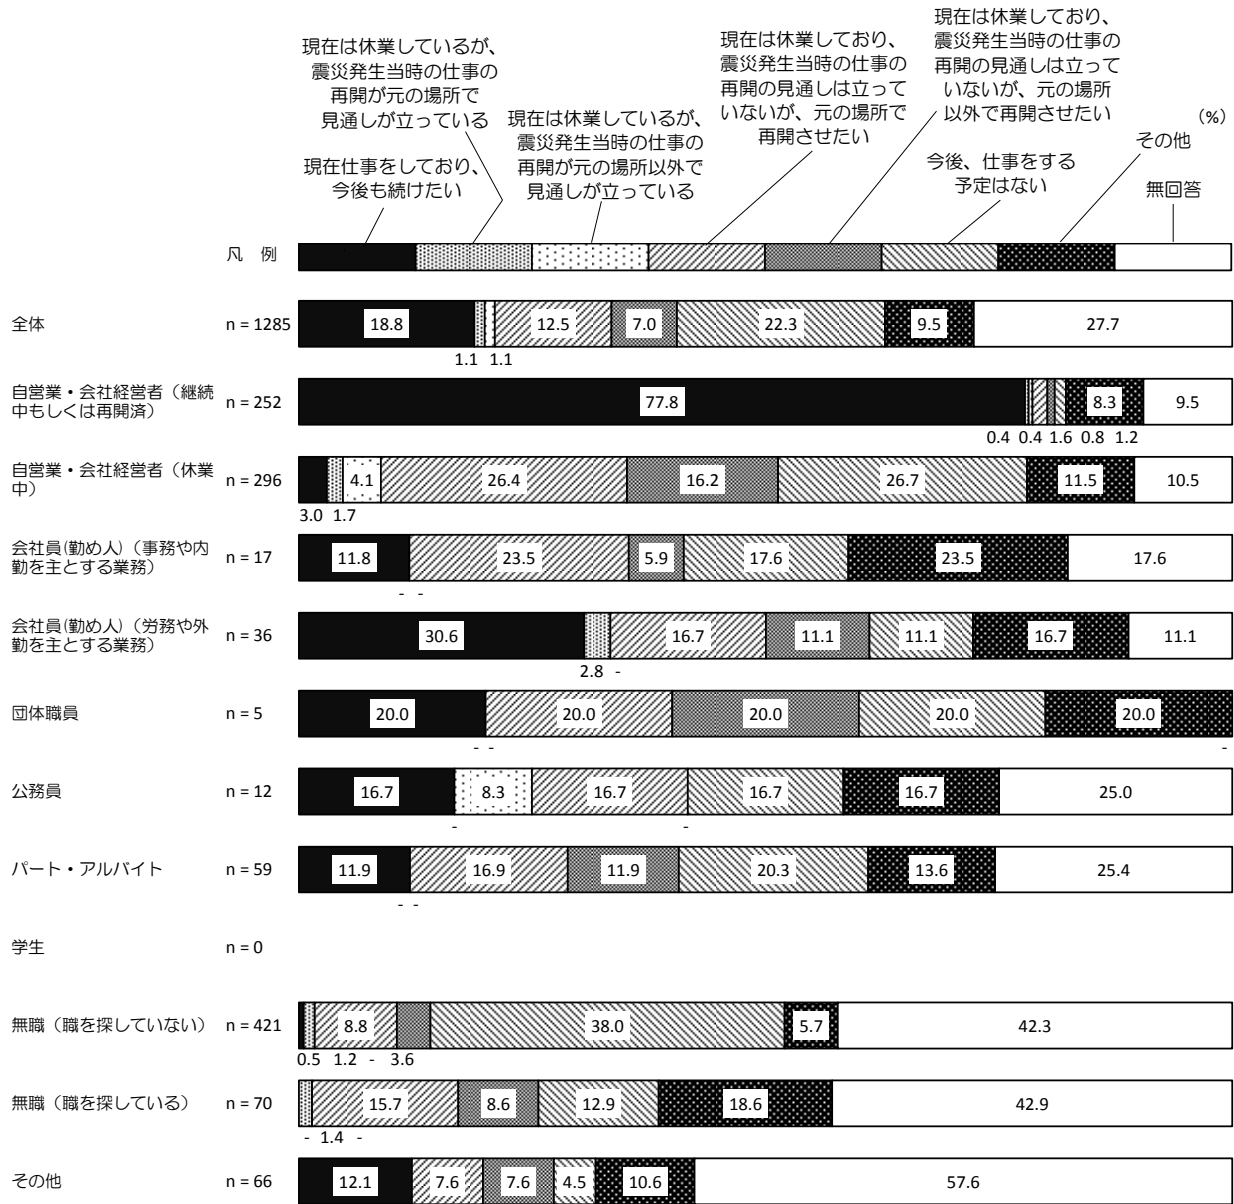 現在は休業しているが、
震災発生当時の仕事の
再開が元の場所で
見通しが立っている
現在仕事をしており、
今後も続けたい
現在は休業しているが、
震災発生当時の仕事の
再開が元の場所以外で
見通しが立っている
現在は休業しており、
震災発生当時の仕事の
再開の見通しは立って
いないが、元の場所で
再開させたい
現在は休業しており、
震災発生当時の仕事の
再開の見通しは立って
いないが、元の場所
以外で再開させたい
今後、仕事をする
予定はない
(%)
その他
無回答
凡 例
全体 n = 1285 18.8 12.5 7.0 22.3 9.5 27.7
1.1 1.1
自営業・会社経営者（継続
中もしくは再開済） n = 252 77.8 8.3 9.5
0.4 0.4 1.6 0.8 1.2
自営業・会社経営者（休業
中） n = 296 4.1 26.4 16.2 26.7 11.5 10.5
3.0 1.7
会社員(勤め人)（事務や内
勤を主とする業務） n = 17 11.8 23.5 5.9 17.6 23.5 17.6
- -
会社員(勤め人)（労務や外
勤を主とする業務） n = 36 30.6 16.7 11.1 11.1 16.7 11.1
2.8 -
団体職員 n = 5 20.0 20.0 20.0 20.0 20.0
- - -
公務員 n = 12 16.7 8.3 16.7 16.7 16.7 25.0
- -
パート・アルバイト n = 59 11.9 16.9 11.9 20.3 13.6 25.4
- -
学生 n = 0
無職（職を探していない） n = 421 8.8 38.0 5.7 42.3
0.5 1.2 - 3.6
無職（職を探している） n = 70 15.7 8.6 12.9 18.6 42.9
- 1.4 -
その他 n = 66 12.1 7.6 7.6 4.5 10.6 57.6